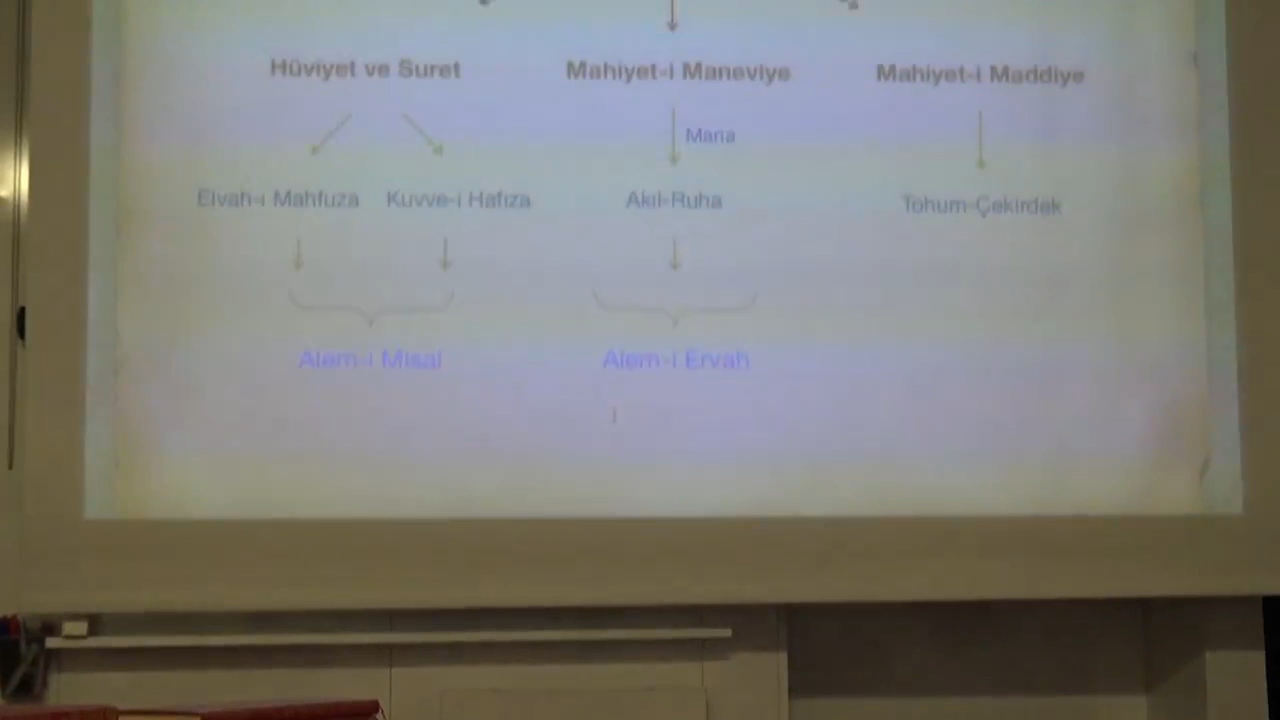 Hüviyet ve Suret Mahiyet-i Maneviye Mahiyet-i Maddiye
Mana
Elvah-ı Mahfuza Kuvve-i Hafıza Akıl-Ruha Tohum-Çekirdek
Alem-i Misal Alem-i Ervah